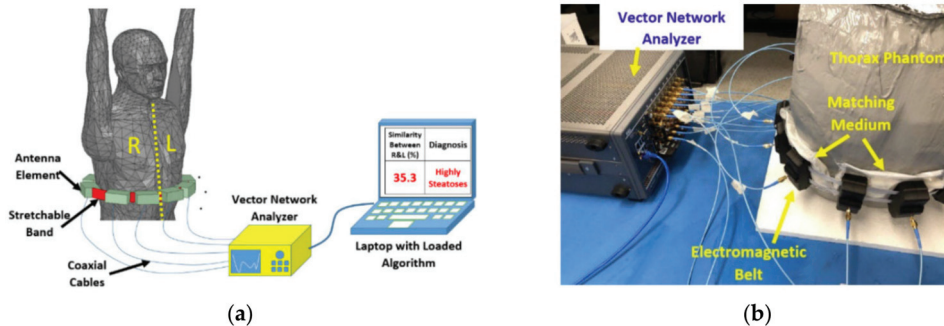 R
L
Antenna
Element
Stretchable
Band
Coaxial
Cables
Vector Network
Analyzer
Similarity
Between
R&L (%)
Diagnosis
35.3
Highly
Steatoses
Laptop with Loaded
Algorithm
(a)
Vector Network
Analyzer
Thorax Phantom
Matching
Medium
Electromagnetic
Belt
(b)